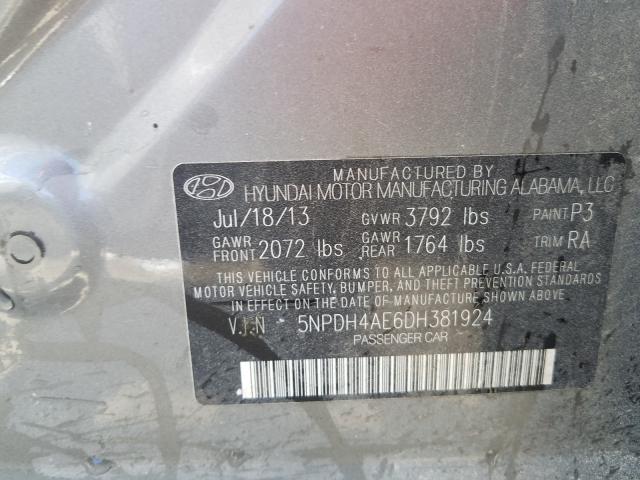 MANUFACTURED BY
HYUNDAI MOTOR MANUFACTURING ALABAMA, LLC
Jul/18/13 GVWR 3792 lbs PAINT P3
GAWR FRONT 2072 lbs GAWR REAR 1764 lbs TRIM RA
THIS VEHICLE CONFORMS TO ALL APPLICABLE U.S.A. FEDERAL
MOTOR VEHICLE SAFETY, BUMPER, AND THEFT PREVENTION STANDARDS
IN EFFECT ON THE DATE OF MANUFACTURE SHOWN ABOVE.
V.I.N 5NPDH4AE6DH381924
PASSENGER CAR